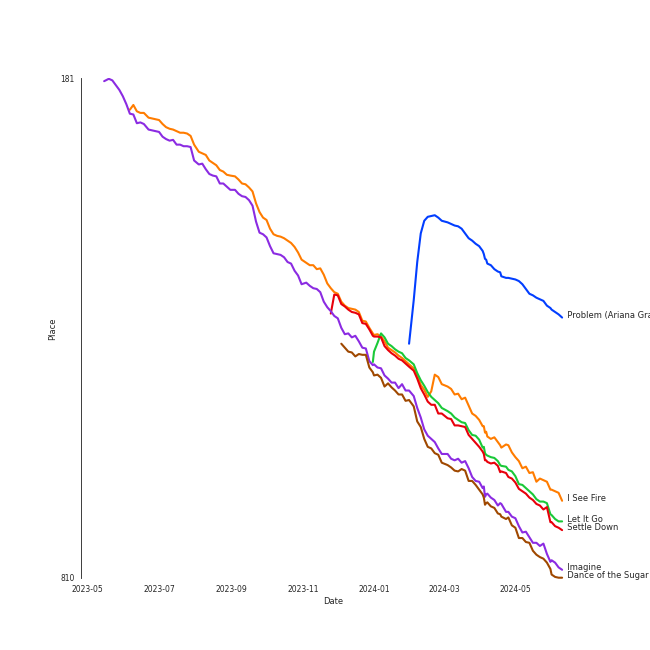 181
Place
Problem (Ariana Gra
I See Fire
Let It Go
Settle Down
Imagine
Dance of the Sugar
810
2023-05
2023-07
2023-09
2023-11
2024-01
2024-03
2024-05
Date